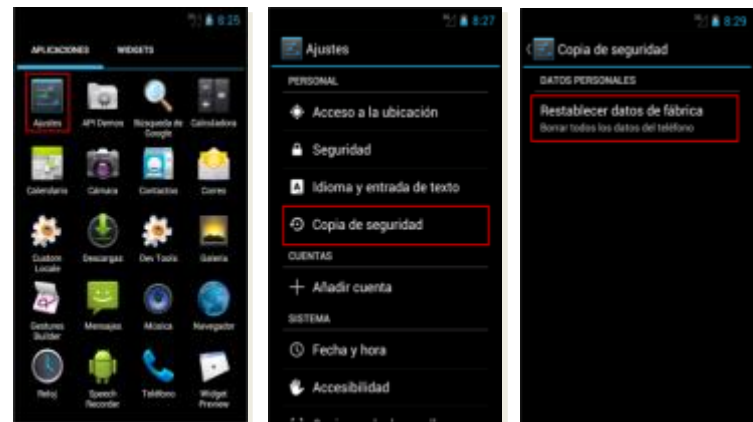 8:25
APLICACIONES WIDGETS
Ajustes API Demos Búsqueda de Google Calculadora
Calendario Cámara Contactos Correo
Custom Locale Descargas Dev Tools Galería
Gestures Builder Mensajes Música Navegador
Reloj Speech Recorder Teléfono Widget Preview
8:27
Ajustes
PERSONAL
Acceso a la ubicación
Seguridad
A Idioma y entrada de texto
Copia de seguridad
CUENTAS
Añadir cuenta
SISTEMA
Fecha y hora
Accesibilidad
8:29
Copia de seguridad
DATOS PERSONALES
Restablecer datos de fábrica
Borrar todos los datos del teléfono